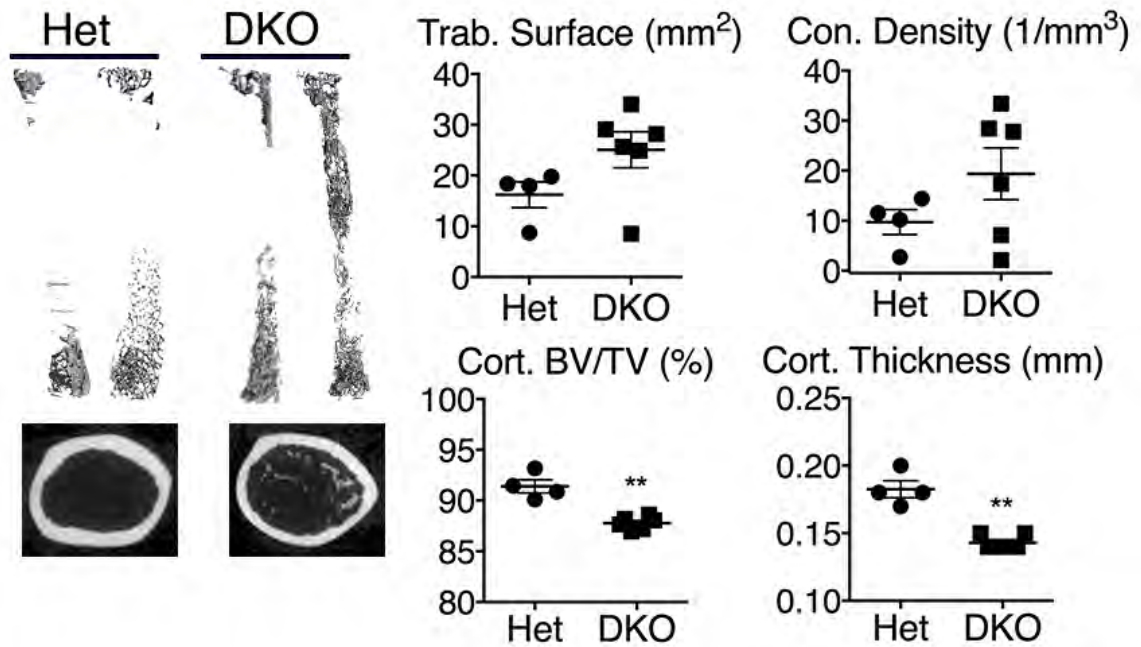 Het DKO
Trab. Surface (mm²)
40
30
20
10
0
Het DKO
Con. Density (1/mm³)
40
30
20
10
0
Het DKO
Cort. BV/TV (%)
100
95
90
85
80
**
Het DKO
Cort. Thickness (mm)
0.25
0.20
0.15
0.10
**
Het DKO